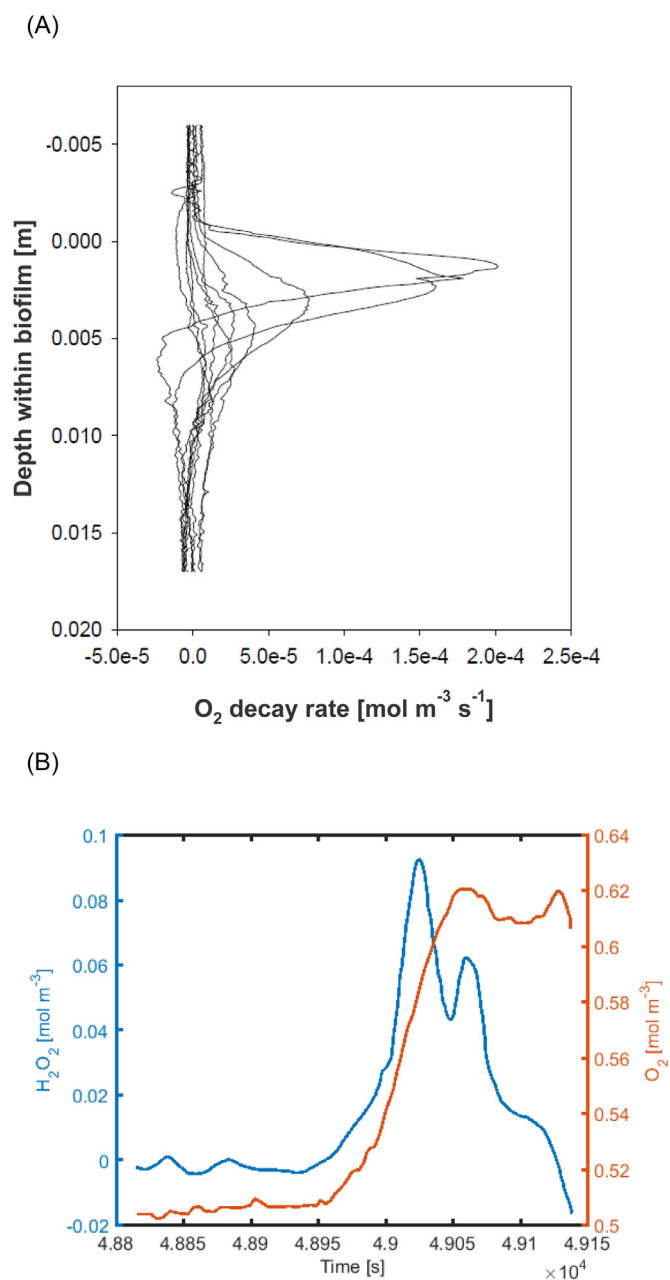 (A)
-0.005
0.000
0.005
0.010
0.015
0.020
Depth within biofilm [m]
-5.0e-5 0.0 5.0e-5 1.0e-4 1.5e-4 2.0e-4 2.5e-4
O₂ decay rate [mol m⁻³ s⁻¹]
(B)
0.1 0.64
0.08 0.62
0.06 0.6
0.04 0.58
0.02 0.56
0 0.54
-0.02 0.52
0.5
H₂O₂ [mol m⁻³]
O₂ [mol m⁻³]
4.88 4.885 4.89 4.895 4.9 4.905 4.91 4.915
Time [s]
×10⁴